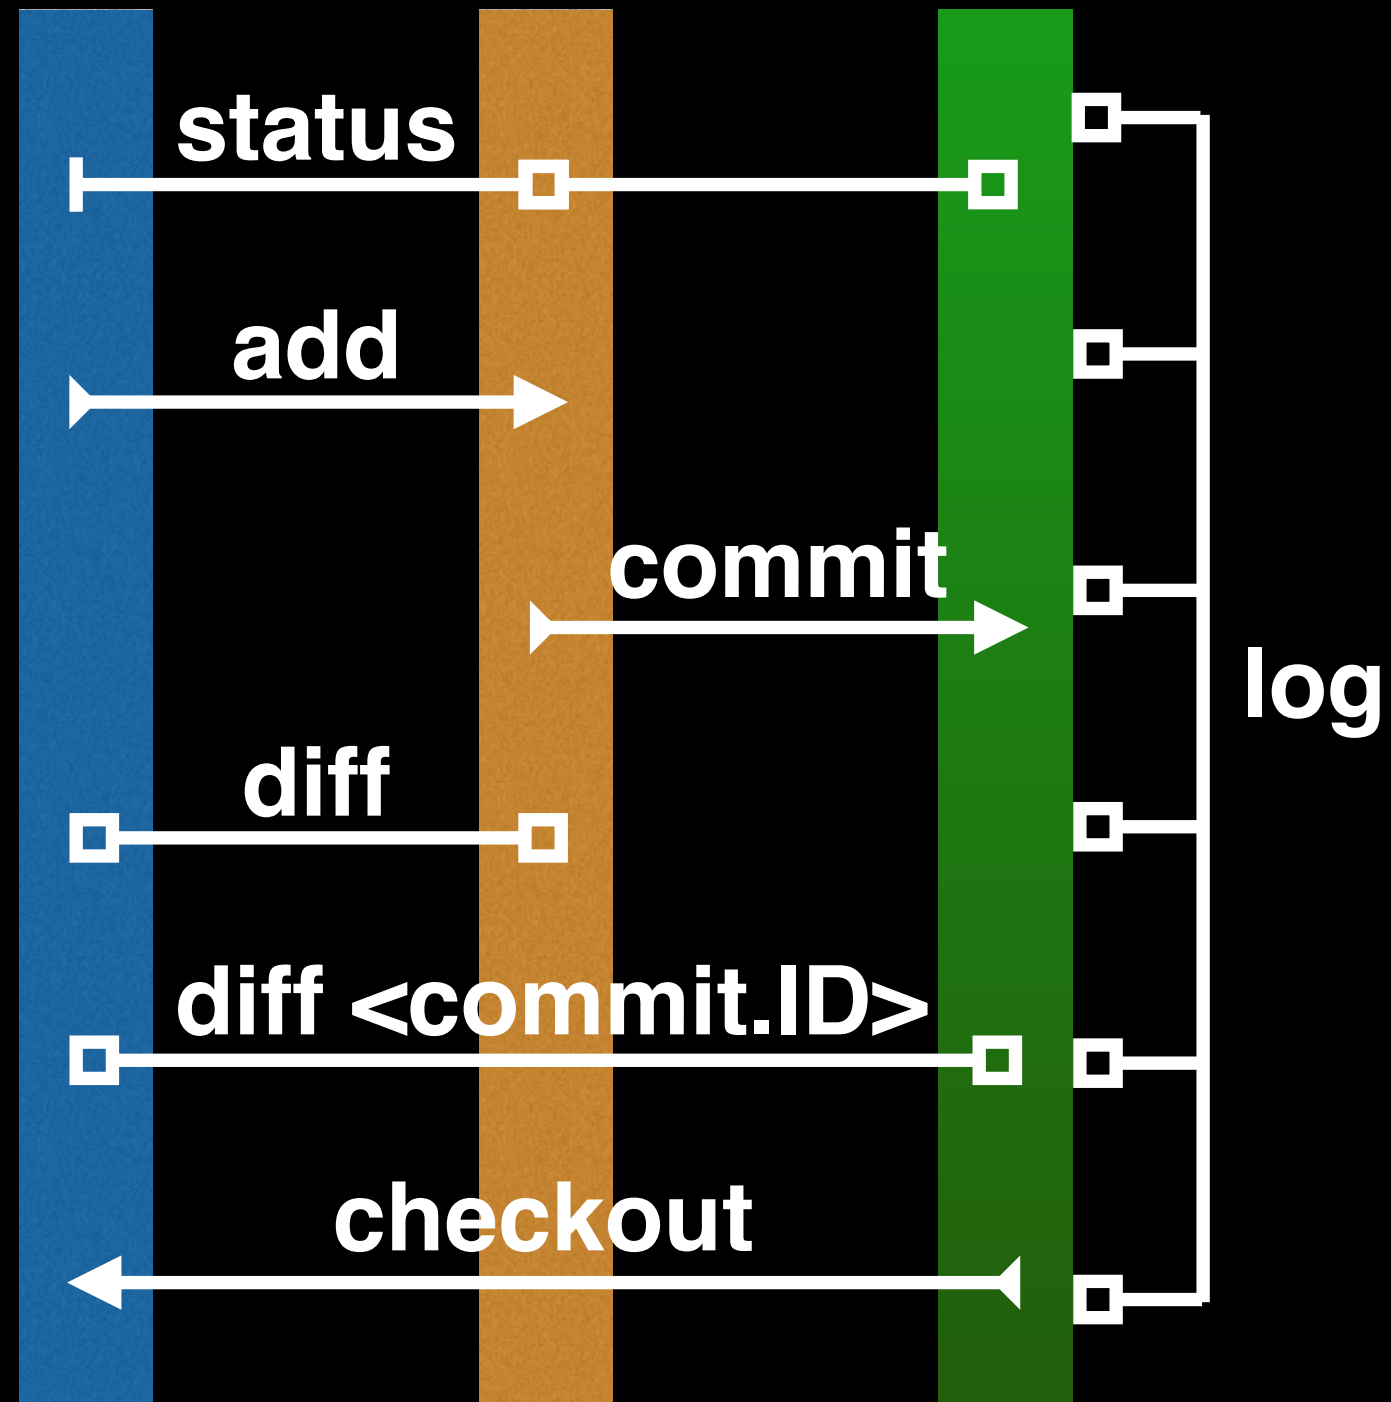 status
add
commit
log
diff
diff <commit.ID>
checkout